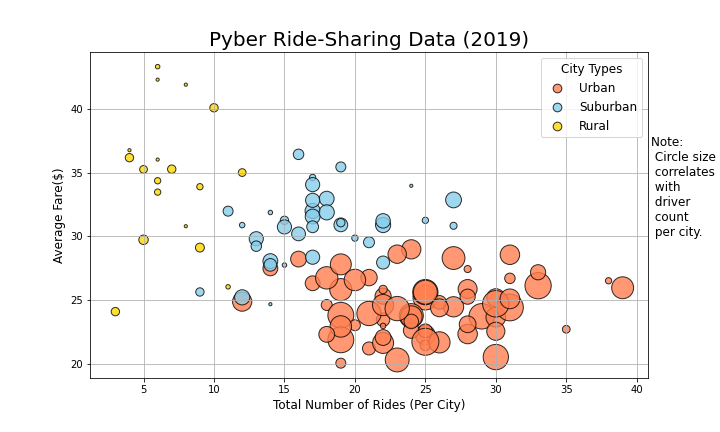 Pyber Ride-Sharing Data (2019)
City Types
Urban
Suburban
Rural
Note:
Circle size
correlates
with
driver
count
per city.
Average Fare($)
40
35
30
25
20
5 10 15 20 25 30 35 40
Total Number of Rides (Per City)